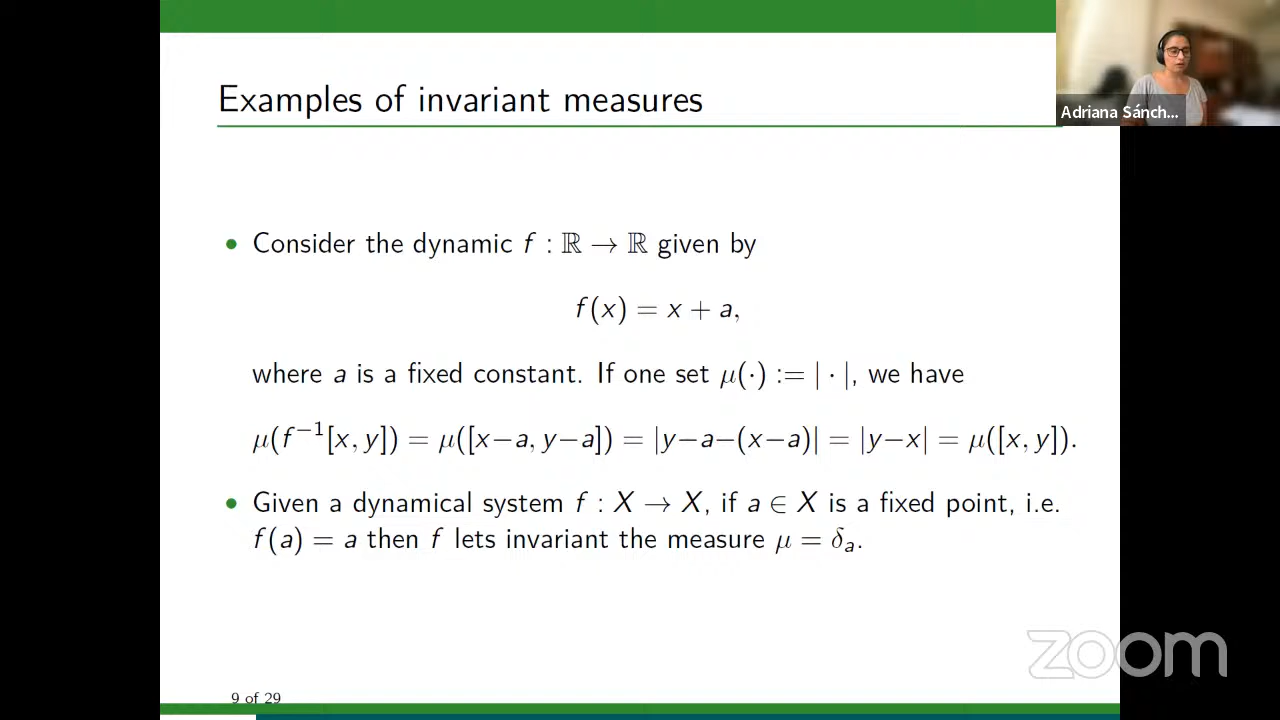 Examples of invariant measures
Adriana Sánch...
• Consider the dynamic f : ℝ → ℝ given by
f(x) = x + a,
where a is a fixed constant. If one set μ(·) := | · |, we have
μ(f⁻¹[x, y]) = μ([x−a, y−a]) = |y−a−(x−a)| = |y−x| = μ([x, y]).
• Given a dynamical system f : X → X, if a ∈ X is a fixed point, i.e.
f(a) = a then f lets invariant the measure μ = δₐ.
zoom
9 of 29